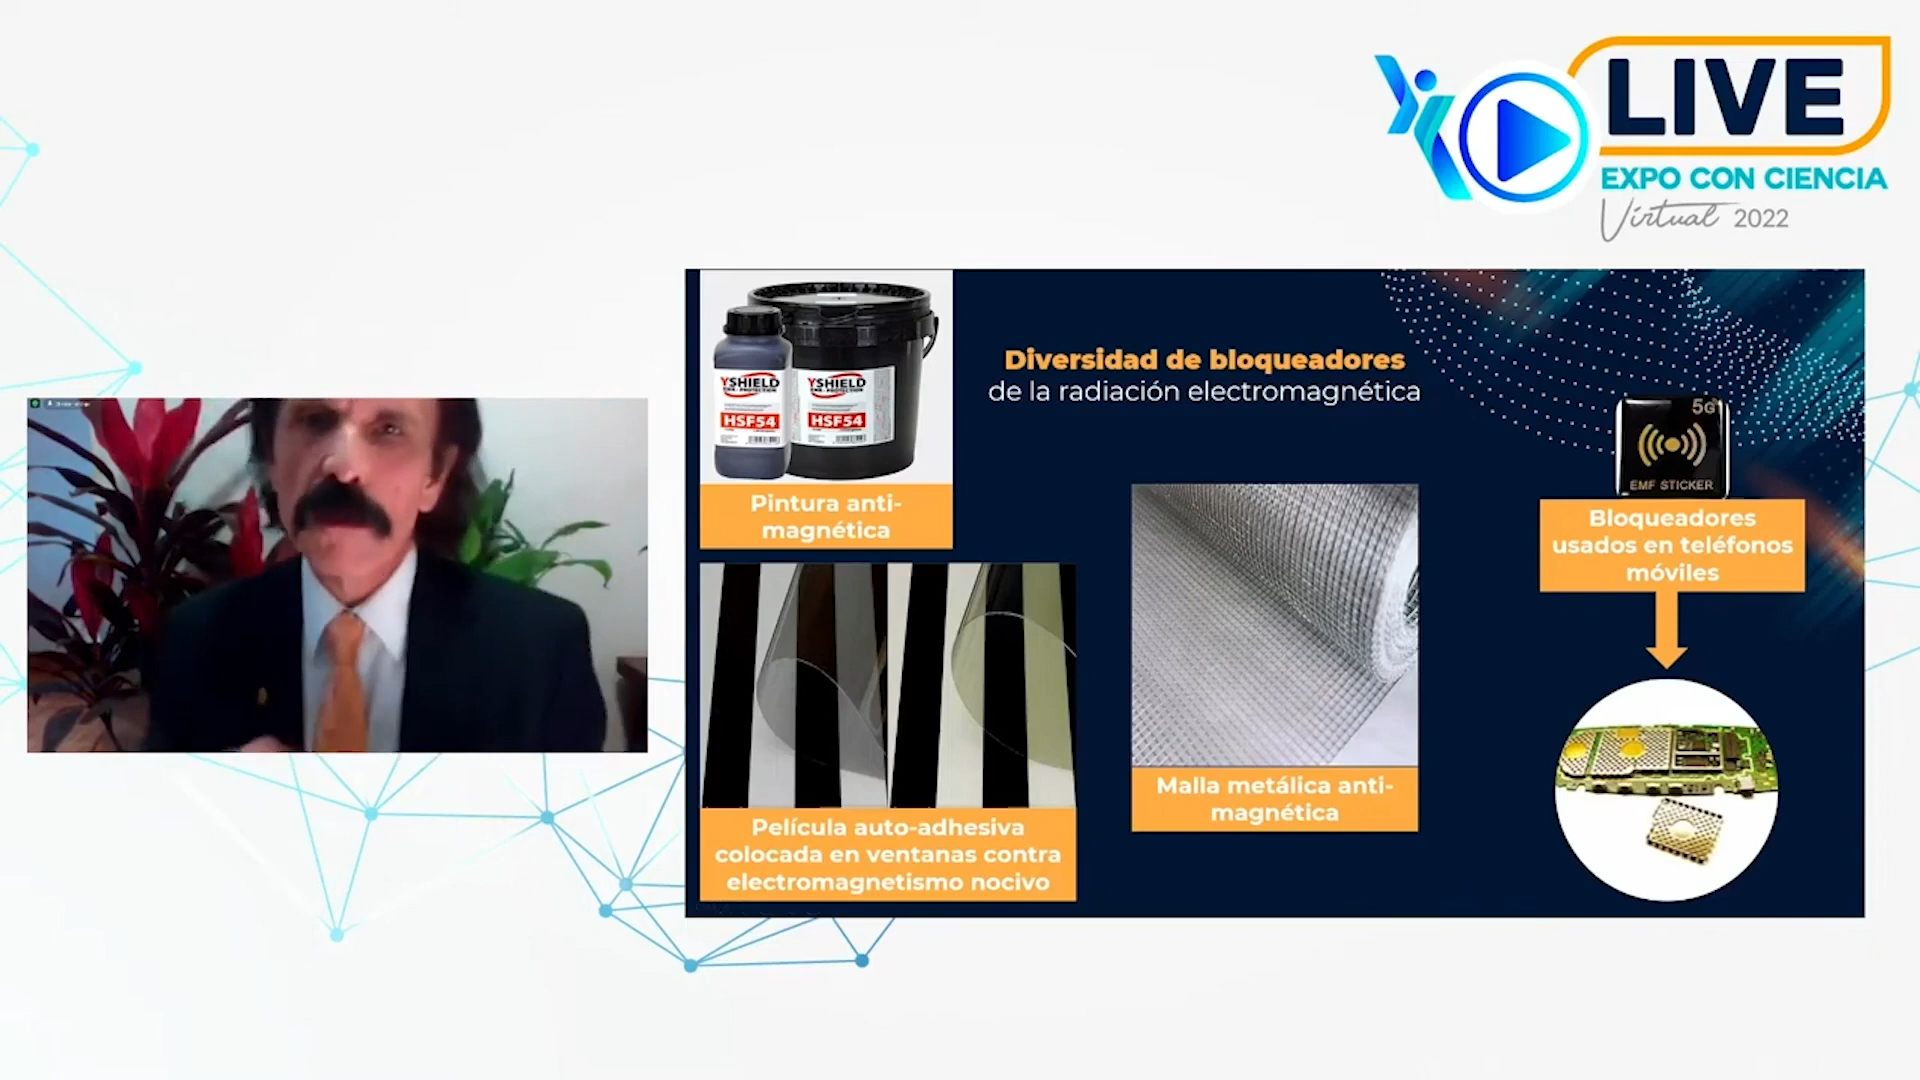 LIVE
EXPO CON CIENCIA
Virtual 2022
Diversidad de bloqueadores
de la radiación electromagnética
YSHIELD
HSF54
YSHIELD
HSF54
Pintura anti-
magnética
5G
EMF STICKER
Bloqueadores
usados en teléfonos
móviles
Malla metálica anti-
magnética
Película auto-adhesiva
colocada en ventanas contra
electromagnetismo nocivo